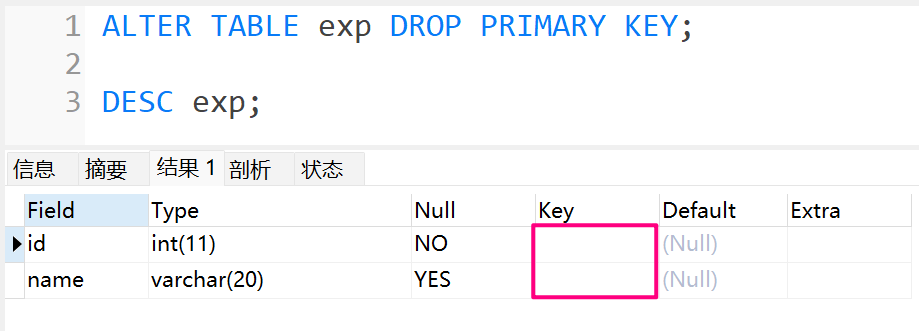 1 ALTER TABLE exp DROP PRIMARY KEY;
2
3 DESC exp;
信息 摘要 结果 1 剖析 状态
Field Type Null Key Default Extra
id int(11) NO (Null)
name varchar(20) YES (Null)